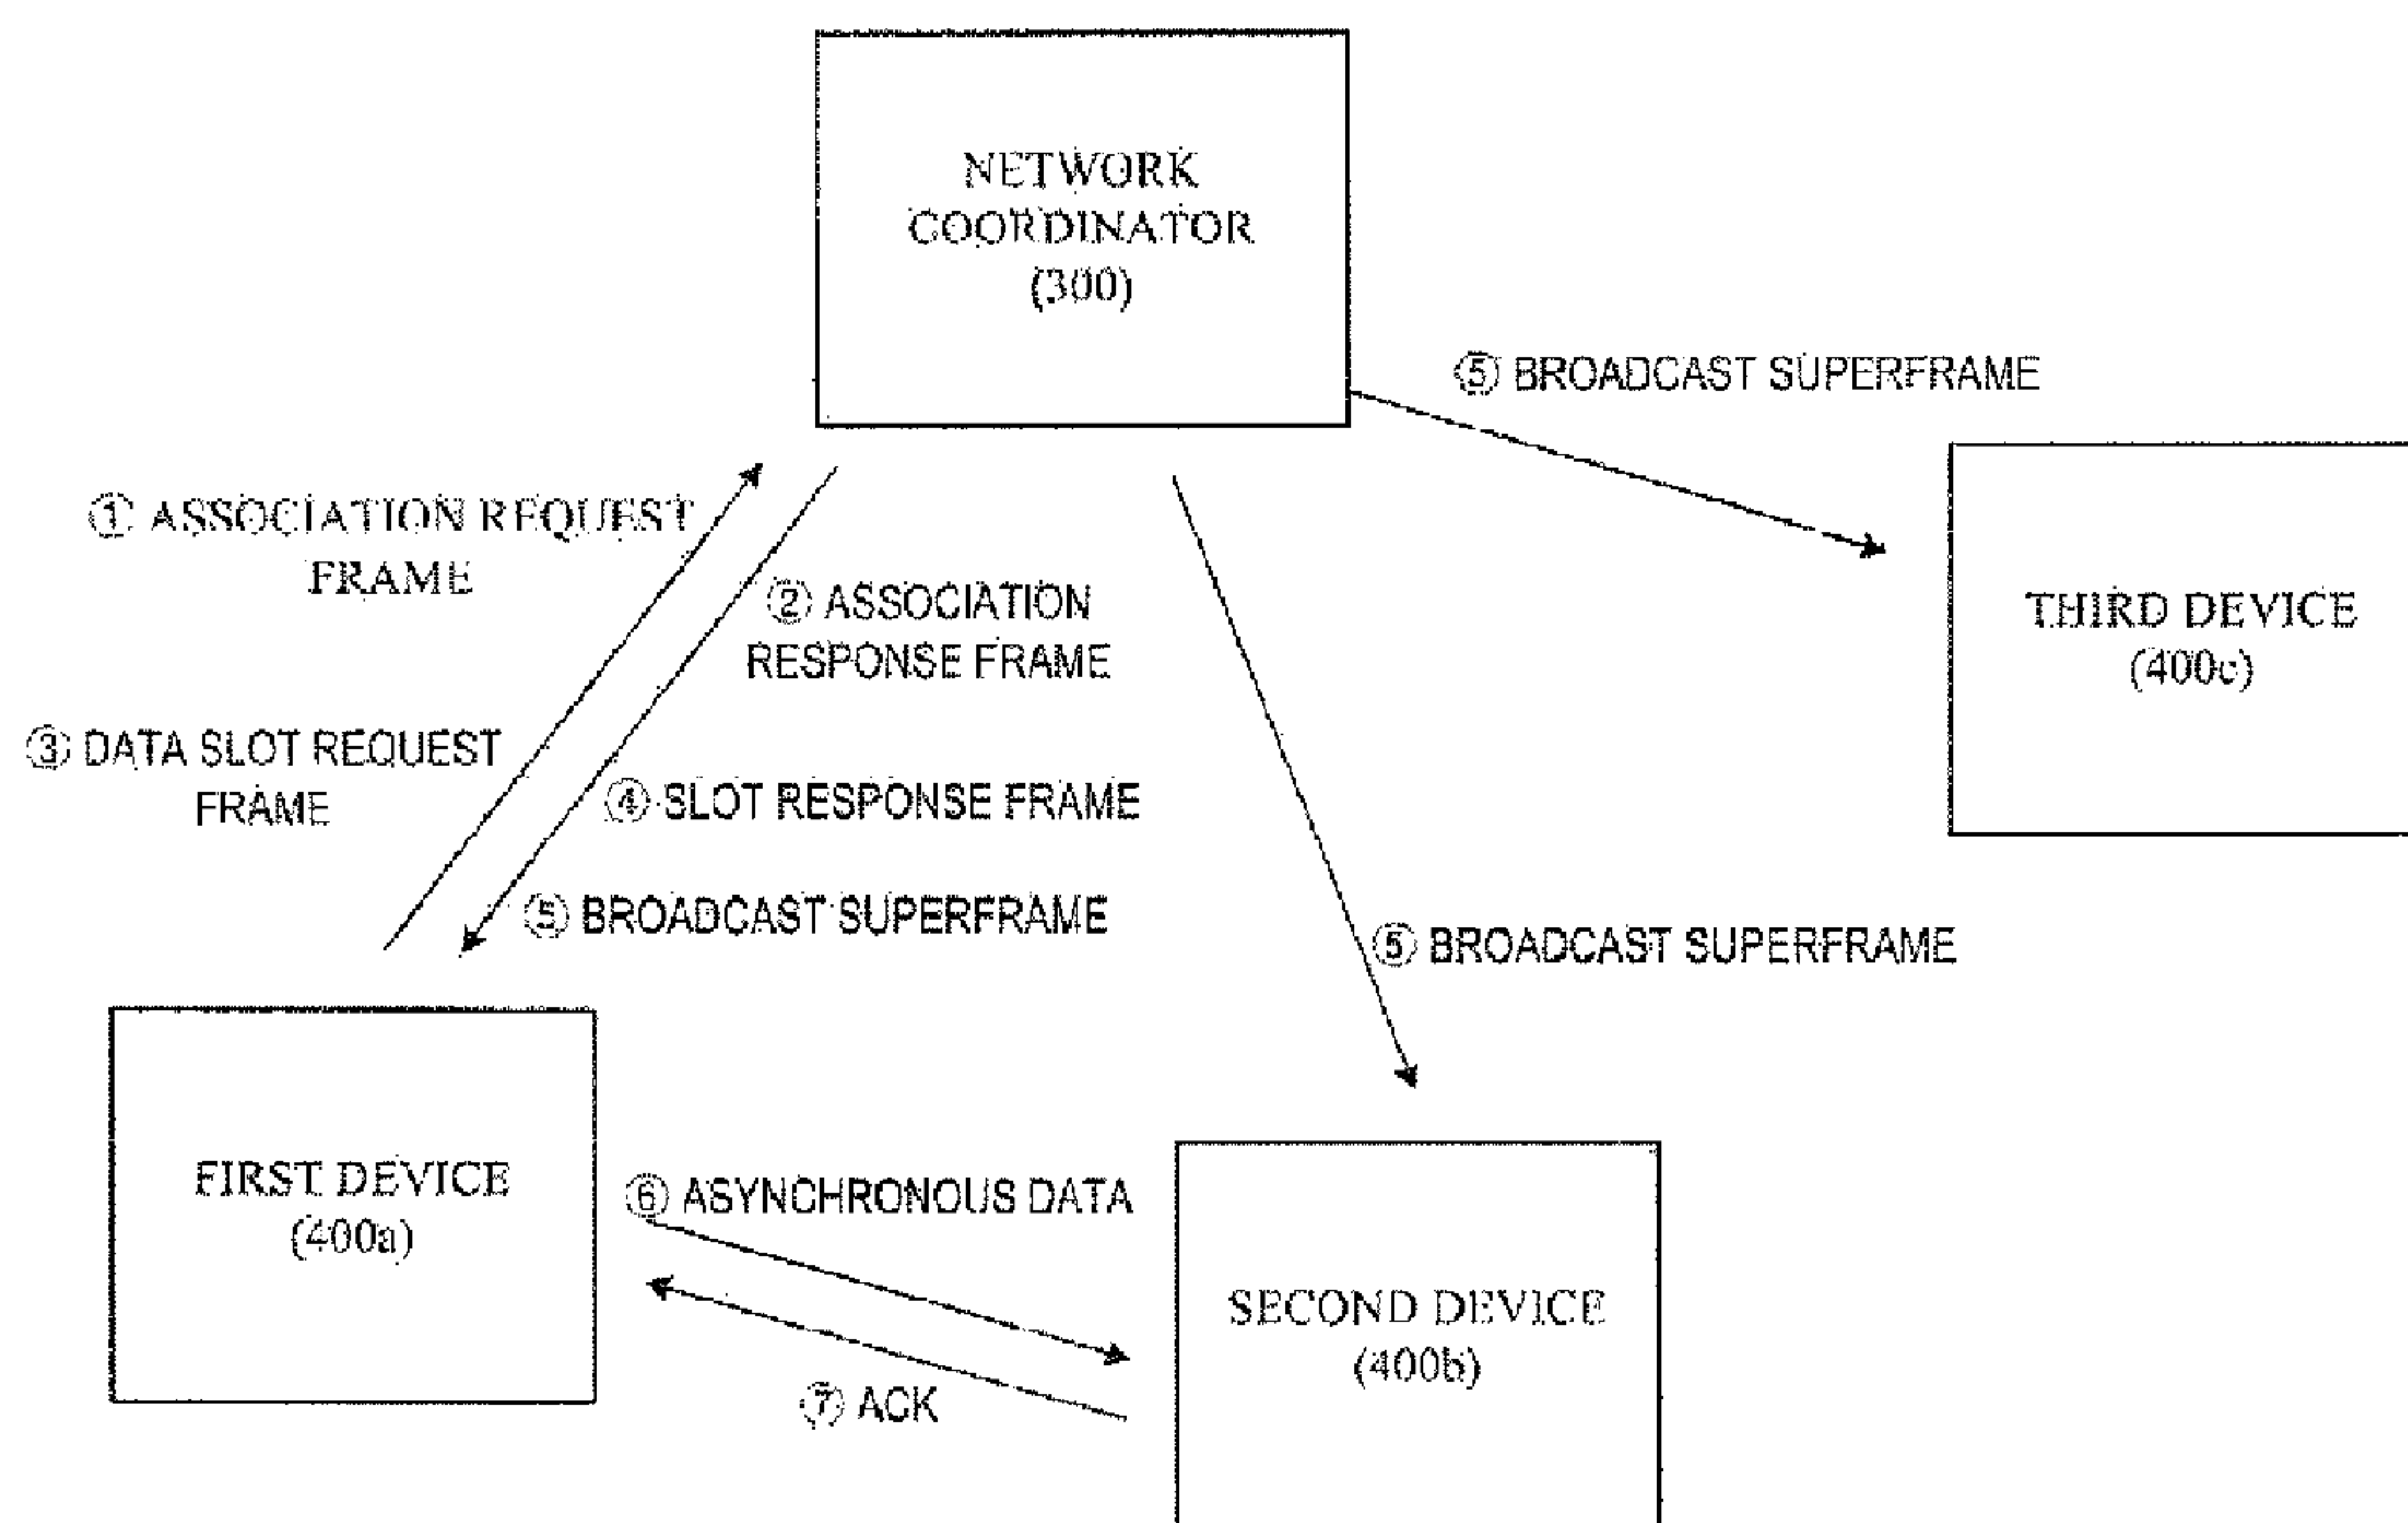 NETWORK
COORDINATOR
(300)
⑤ BROADCAST SUPERFRAME
① ASSOCIATION REQUEST
FRAME
② ASSOCIATION
RESPONSE FRAME
THIRD DEVICE
(400c)
③ DATA SLOT REQUEST
FRAME
④ SLOT RESPONSE FRAME
⑤ BROADCAST SUPERFRAME
⑤ BROADCAST SUPERFRAME
FIRST DEVICE
(400a)
⑥ ASYNCHRONOUS DATA
SECOND DEVICE
(400b)
⑦ ACK